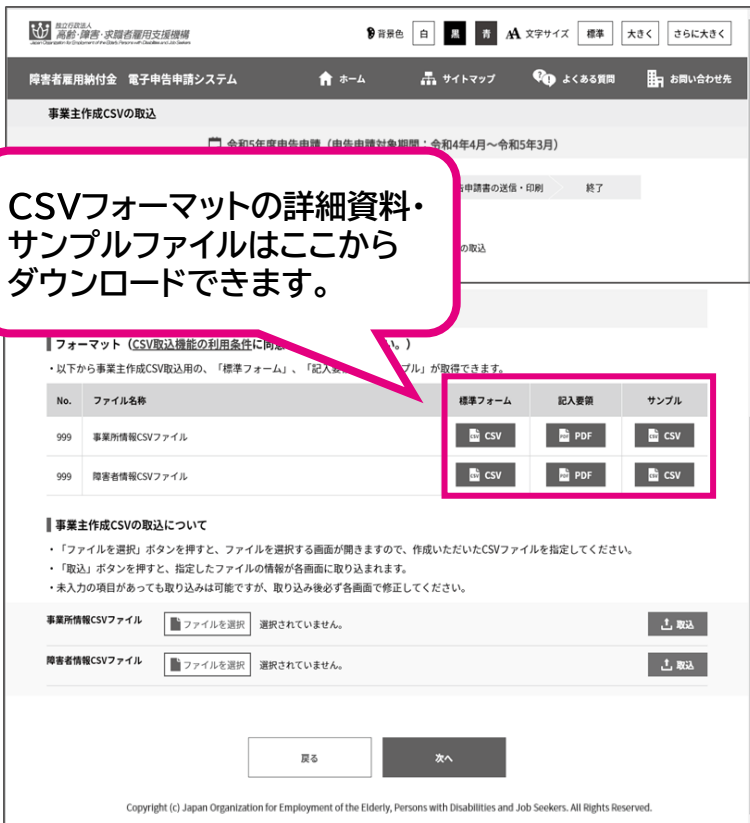 独立行政法人
高齢・障害・求職者雇用支援機構
Japan Organization for Employment of the Elderly, Persons with Disabilities and Job Seekers
背景色 白 黒 青 文字サイズ 標準 大きく さらに大きく
障害者雇用納付金 電子申告申請システム ホーム サイトマップ よくある質問 お問い合わせ先
事業主作成CSVの取込
令和5年度申告申請（申告申請対象期間：令和4年4月～令和5年3月）
申請書の送信・印刷 終了
の取込
CSVフォーマットの詳細資料・
サンプルファイルはここから
ダウンロードできます。
フォーマット（CSV取込機能の利用条件に同意 い。）
・以下から事業主作成CSV取込用の、「標準フォーム」、「記入要 プル」が取得できます。
No. ファイル名称 標準フォーム 記入要領 サンプル
999 事業所情報CSVファイル CSV PDF CSV
999 障害者情報CSVファイル CSV PDF CSV
事業主作成CSVの取込について
・「ファイルを選択」ボタンを押すと、ファイルを選択する画面が開きますので、作成いただいたCSVファイルを指定してください。
・「取込」ボタンを押すと、指定したファイルの情報が各画面に取り込まれます。
・未入力の項目があっても取り込みは可能ですが、取り込み後必ず各画面で修正してください。
事業所情報CSVファイル ファイルを選択 選択されていません。 取込
障害者情報CSVファイル ファイルを選択 選択されていません。 取込
戻る 次へ
Copyright (c) Japan Organization for Employment of the Elderly, Persons with Disabilities and Job Seekers. All Rights Reserved.